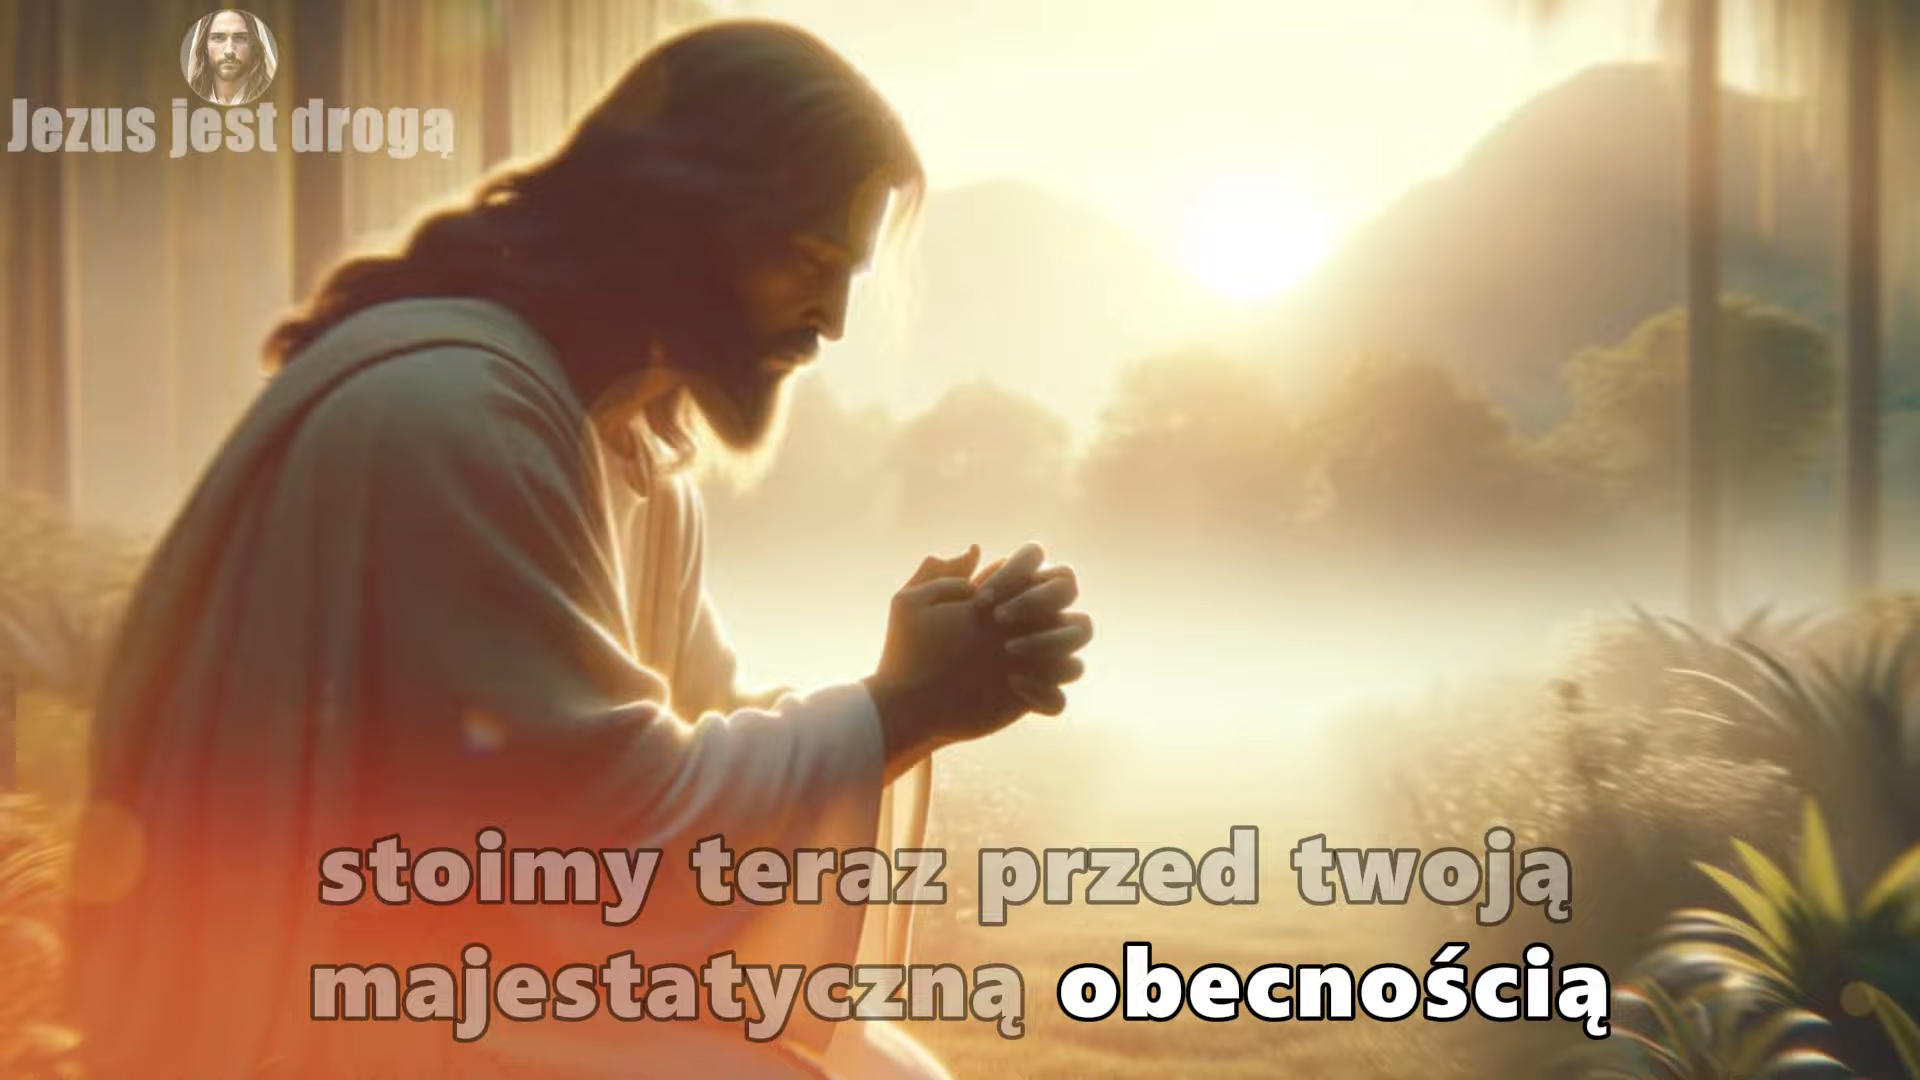 Jezus jest drogą
stoimy teraz przed twoją
majestatyczną obecnością